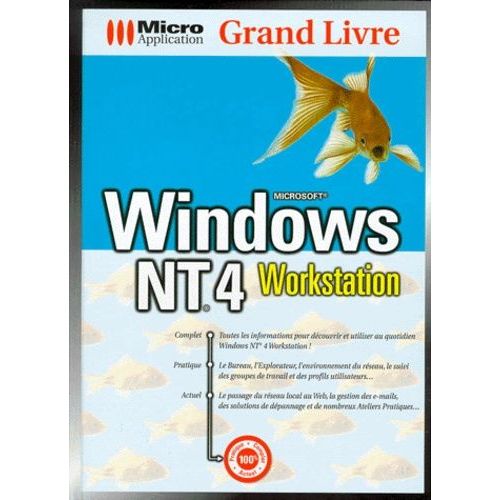 Micro
Application
Grand Livre
MICROSOFT®
Windows
NT®4 Workstation
Complet
Toutes les informations pour découvrir et utiliser au quotidien
Windows NT® 4 Workstation !
Pratique
Le Bureau, l'Explorateur, l'environnement du réseau, le suivi
des groupes de travail et des profils utilisateurs...
Actuel
Le passage du réseau local au Web, la gestion des e-mails,
des solutions de dépannage et de nombreux Ateliers Pratiques...
Pratique Complet
100%
Actuel